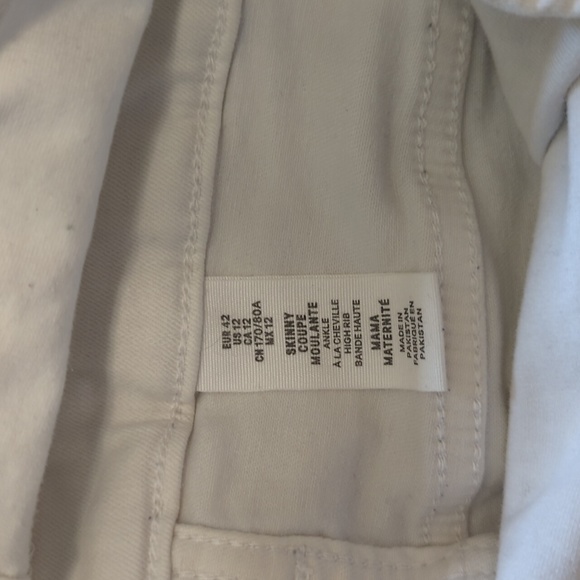 EUR 42
US 12
CA 12
CN 170/80A
MX 12
SKINNY
COUPE
MOULANTE
ANKLE
À LA CHEVILLE
HIGH RIB
BANDE HAUTE
MAMA
MATERNITÉ
MADE IN
PAKISTAN
FABRIQUÉ EN
PAKISTAN